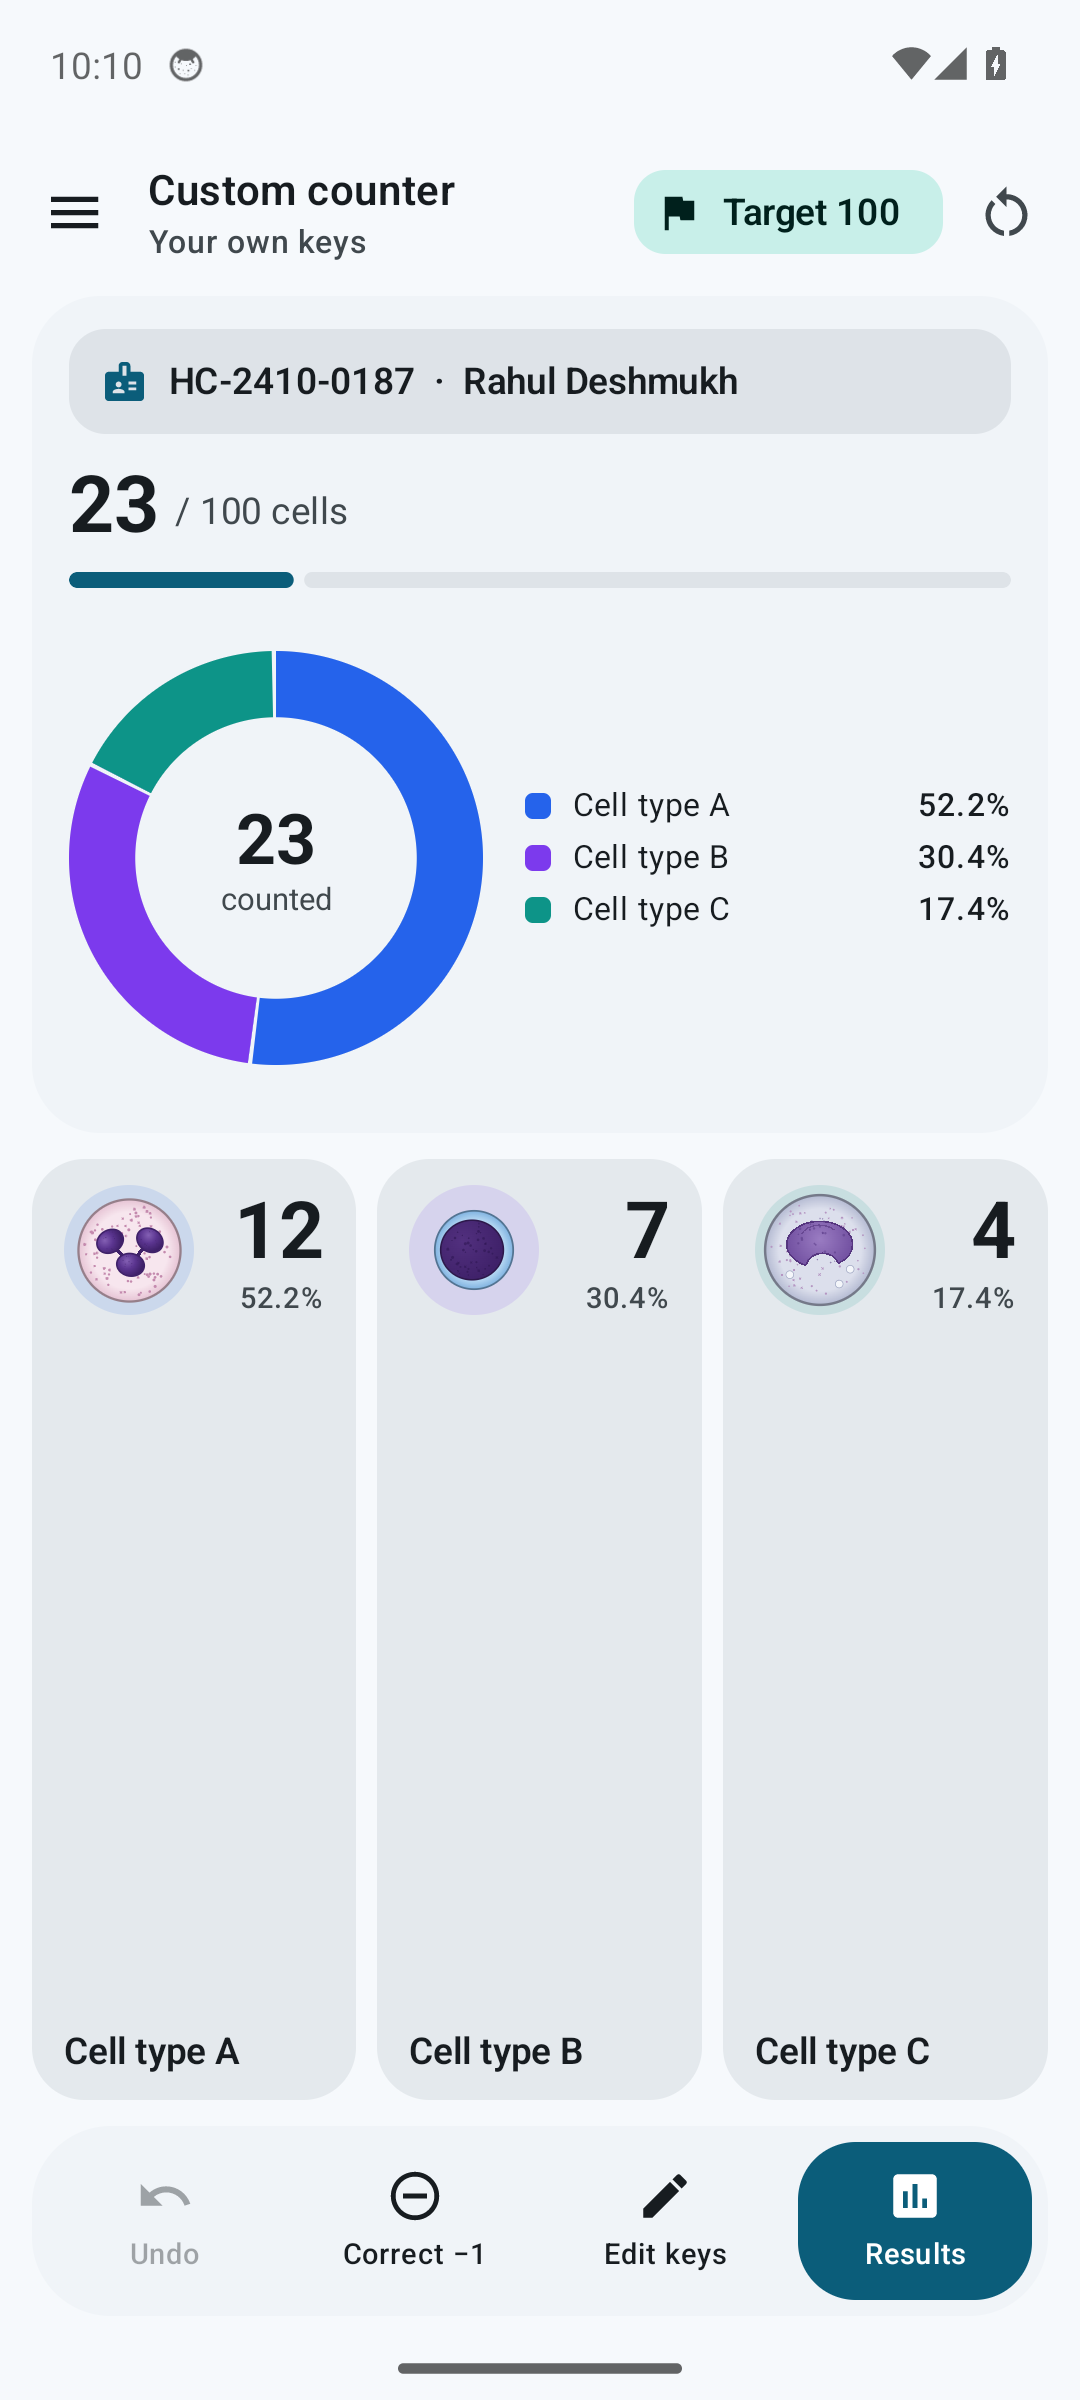 10:10
Custom counter
Your own keys
Target 100
HC-2410-0187 · Rahul Deshmukh
23 / 100 cells
23
counted
Cell type A 52.2%
Cell type B 30.4%
Cell type C 17.4%
12
52.2%
7
30.4%
4
17.4%
Cell type A
Cell type B
Cell type C
Undo
Correct −1
Edit keys
Results